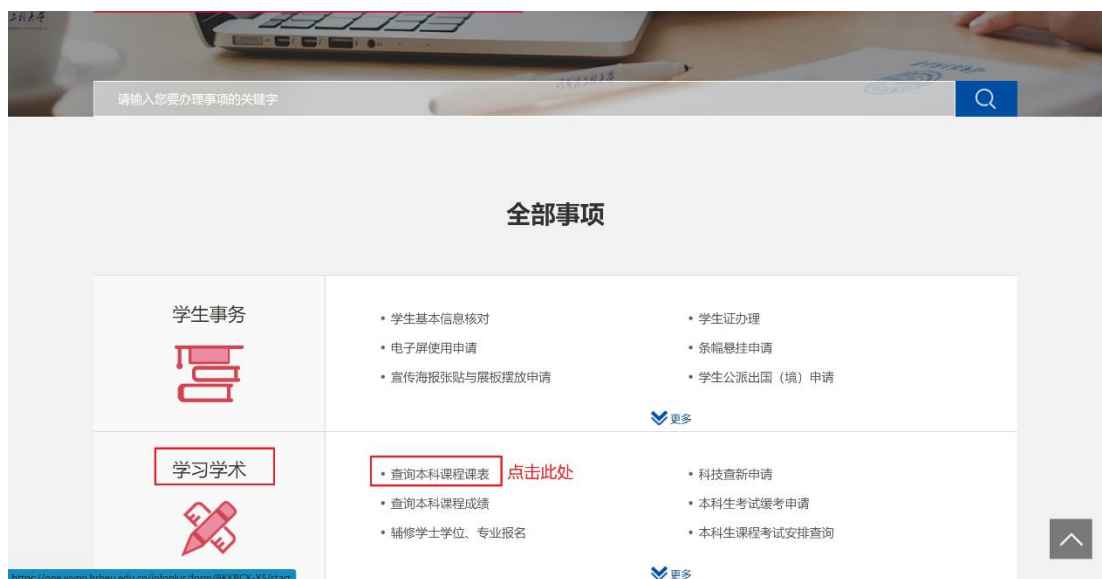 请输入您要办理事项的关键字
全部事项
学生事务
• 学生基本信息核对
• 学生证办理
• 电子屏使用申请
• 条幅悬挂申请
• 宣传海报张贴与展板摆放申请
• 学生公派出国（境）申请
更多
学习学术
• 查询本科课程课表 点击此处
• 科技查新申请
• 查询本科课程成绩
• 本科生考试缓考申请
• 辅修学士学位、专业报名
• 本科生课程考试安排查询
更多